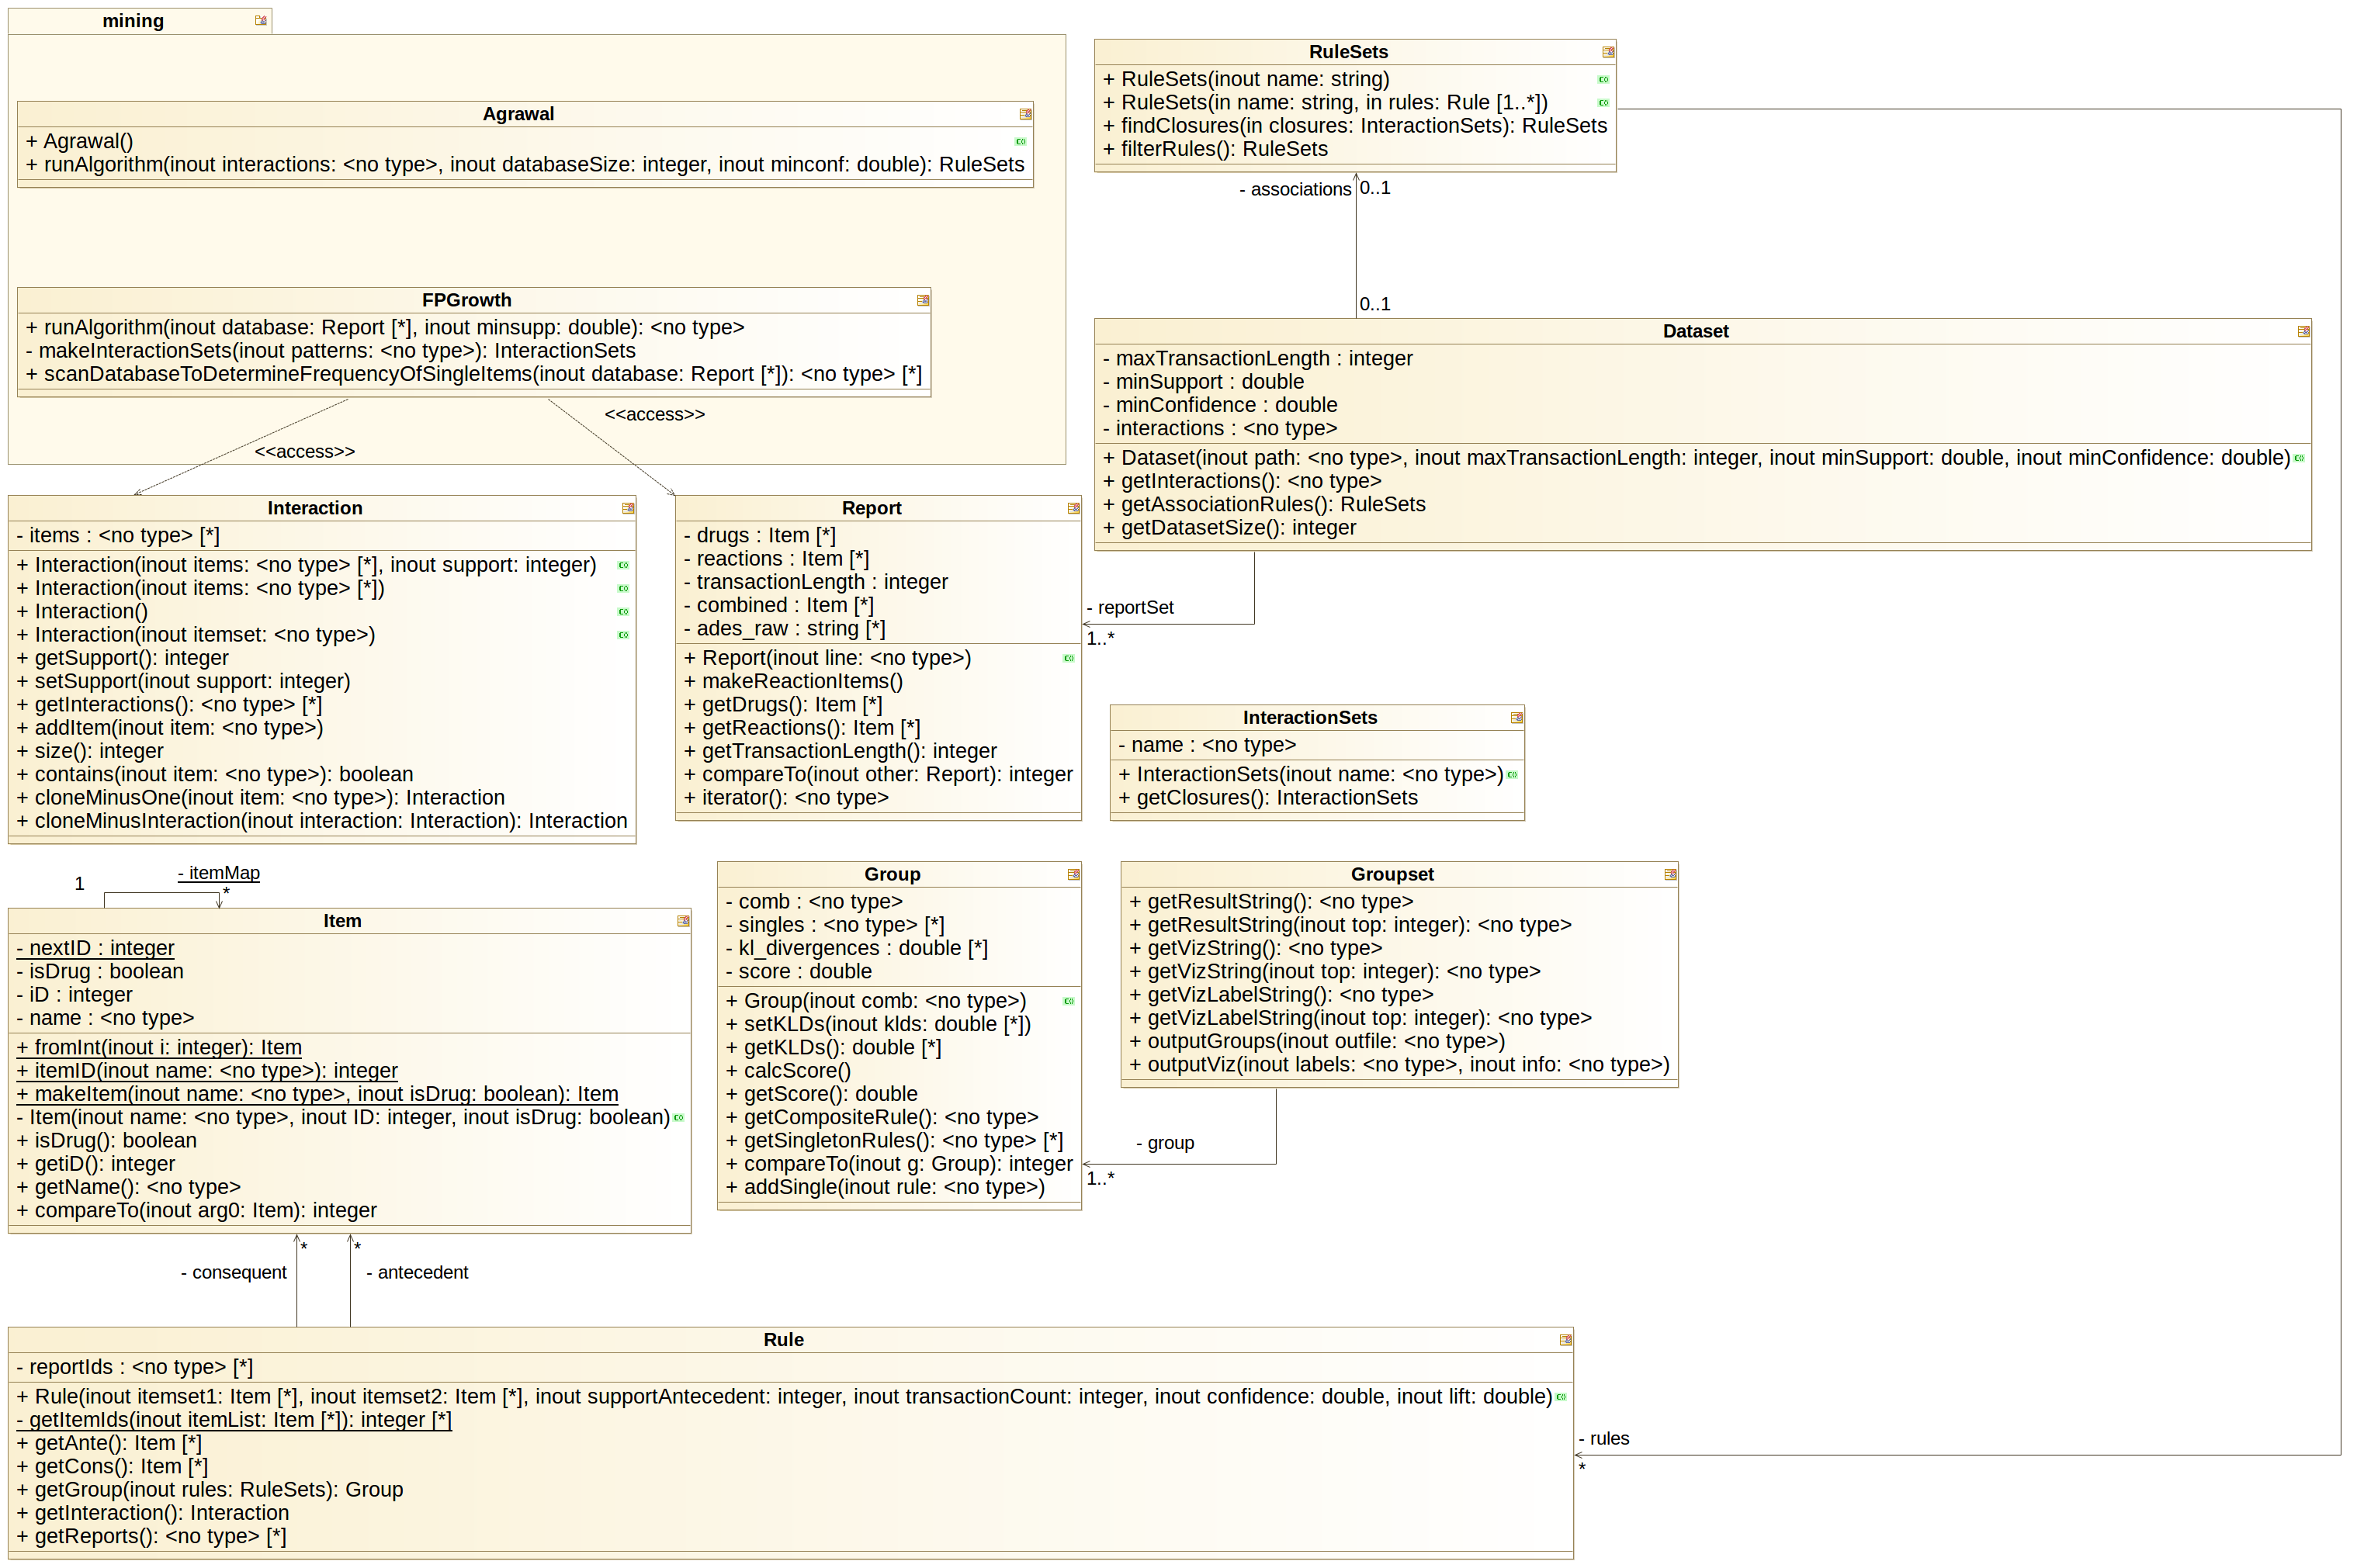 mining
Agrawal
+ Agrawal()
+ runAlgorithm(inout interactions: <no type>, inout databaseSize: integer, inout minconf: double): RuleSets
FPGrowth
+ runAlgorithm(inout database: Report [*], inout minsupp: double): <no type>
- makeInteractionSets(inout patterns: <no type>): InteractionSets
+ scanDatabaseToDetermineFrequencyOfSingleItems(inout database: Report [*]): <no type> [*]
<<access>>
<<access>>
RuleSets
+ RuleSets(inout name: string)
+ RuleSets(in name: string, in rules: Rule [1..*])
+ findClosures(in closures: InteractionSets): RuleSets
+ filterRules(): RuleSets
- associations
0..1
0..1
Dataset
- maxTransactionLength : integer
- minSupport : double
- minConfidence : double
- interactions : <no type>
+ Dataset(inout path: <no type>, inout maxTransactionLength: integer, inout minSupport: double, inout minConfidence: double)
+ getInteractions(): <no type>
+ getAssociationRules(): RuleSets
+ getDatasetSize(): integer
- reportSet
1..*
Interaction
- items : <no type> [*]
+ Interaction(inout items: <no type> [*], inout support: integer)
+ Interaction(inout items: <no type> [*])
+ Interaction()
+ Interaction(inout itemset: <no type>)
+ getSupport(): integer
+ setSupport(inout support: integer)
+ getInteractions(): <no type> [*]
+ addItem(inout item: <no type>)
+ size(): integer
+ contains(inout item: <no type>): boolean
+ cloneMinusOne(inout item: <no type>): Interaction
+ cloneMinusInteraction(inout interaction: Interaction): Interaction
Report
- drugs : Item [*]
- reactions : Item [*]
- transactionLength : integer
- combined : Item [*]
- ades_raw : string [*]
+ Report(inout line: <no type>)
+ makeReactionItems()
+ getDrugs(): Item [*]
+ getReactions(): Item [*]
+ getTransactionLength(): integer
+ compareTo(inout other: Report): integer
+ iterator(): <no type>
InteractionSets
- name : <no type>
+ InteractionSets(inout name: <no type>)
+ getClosures(): InteractionSets
1
- itemMap
*
Item
- nextID : integer
- isDrug : boolean
- iD : integer
- name : <no type>
+ fromInt(inout i: integer): Item
+ itemID(inout name: <no type>): integer
+ makeItem(inout name: <no type>, inout isDrug: boolean): Item
- Item(inout name: <no type>, inout ID: integer, inout isDrug: boolean)
+ isDrug(): boolean
+ getiD(): integer
+ getName(): <no type>
+ compareTo(inout arg0: Item): integer
Group
- comb : <no type>
- singles : <no type> [*]
- kl_divergences : double [*]
- score : double
+ Group(inout comb: <no type>)
+ setKLDs(inout klds: double [*])
+ getKLDs(): double [*]
+ calcScore()
+ getScore(): double
+ getCompositeRule(): <no type>
+ getSingletonRules(): <no type> [*]
+ compareTo(inout g: Group): integer
+ addSingle(inout rule: <no type>)
Groupset
+ getResultString(): <no type>
+ getResultString(inout top: integer): <no type>
+ getVizString(): <no type>
+ getVizString(inout top: integer): <no type>
+ getVizLabelString(): <no type>
+ getVizLabelString(inout top: integer): <no type>
+ outputGroups(inout outfile: <no type>)
+ outputViz(inout labels: <no type>, inout info: <no type>)
- group
1..*
*
*
- consequent
- antecedent
Rule
- reportIds : <no type> [*]
+ Rule(inout itemset1: Item [*], inout itemset2: Item [*], inout supportAntecedent: integer, inout transactionCount: integer, inout confidence: double, inout lift: double)
- getItemIds(inout itemList: Item [*]): integer [*]
+ getAnte(): Item [*]
+ getCons(): Item [*]
+ getGroup(inout rules: RuleSets): Group
+ getInteraction(): Interaction
+ getReports(): <no type> [*]
- rules
*